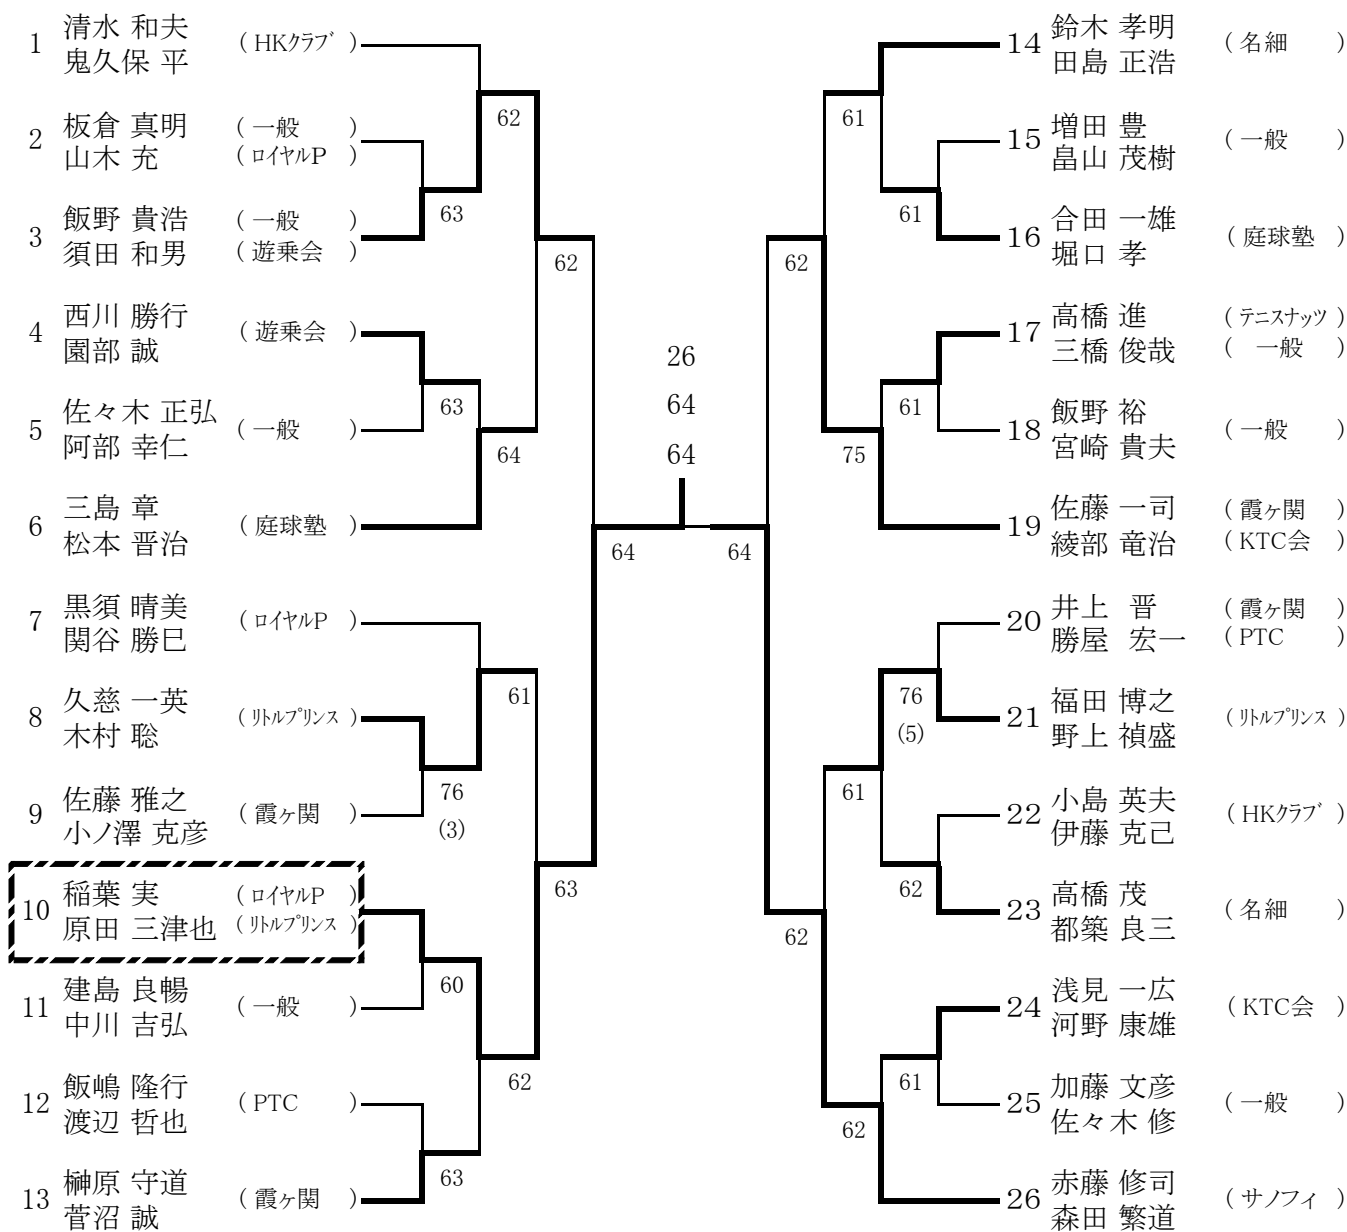 1 清水 和夫 鬼久保 平 ( HKクラブ )
2 板倉 真明 ( 一般 )
山木 充 ( ロイヤルP )
3 飯野 貴浩 ( 一般 )
須田 和男 ( 遊乗会 )
4 西川 勝行 園部 誠 ( 遊乗会 )
5 佐々木 正弘 阿部 幸仁 ( 一般 )
6 三島 章 松本 晋治 ( 庭球塾 )
7 黒須 晴美 関谷 勝巳 ( ロイヤルP )
8 久慈 一英 木村 聡 ( リトルプリンス )
9 佐藤 雅之 小ノ澤 克彦 ( 霞ヶ関 )
10 稲葉 実 ( ロイヤルP )
原田 三津也 ( リトルプリンス )
11 建島 良暢 中川 吉弘 ( 一般 )
12 飯嶋 隆行 渡辺 哲也 ( PTC )
13 榊原 守道 菅沼 誠 ( 霞ヶ関 )
62
63
62
63
64
61
76
(3)
63
60
62
63
64
26
64
64
64
61
61
62
61
75
76
(5)
61
62
62
61
62
14 鈴木 孝明 田島 正浩 ( 名細 )
15 増田 豊 畠山 茂樹 ( 一般 )
16 合田 一雄 堀口 孝 ( 庭球塾 )
17 高橋 進 ( テニスナッツ )
三橋 俊哉 ( 一般 )
18 飯野 裕 宮崎 貴夫 ( 一般 )
19 佐藤 一司 ( 霞ヶ関 )
綾部 竜治 ( KTC会 )
20 井上 晋 ( 霞ヶ関 )
勝屋 宏一 ( PTC )
21 福田 博之 野上 禎盛 ( リトルプリンス )
22 小島 英夫 伊藤 克己 ( HKクラブ )
23 高橋 茂 都築 良三 ( 名細 )
24 浅見 一広 河野 康雄 ( KTC会 )
25 加藤 文彦 佐々木 修 ( 一般 )
26 赤藤 修司 森田 繁道 ( サノフィ )